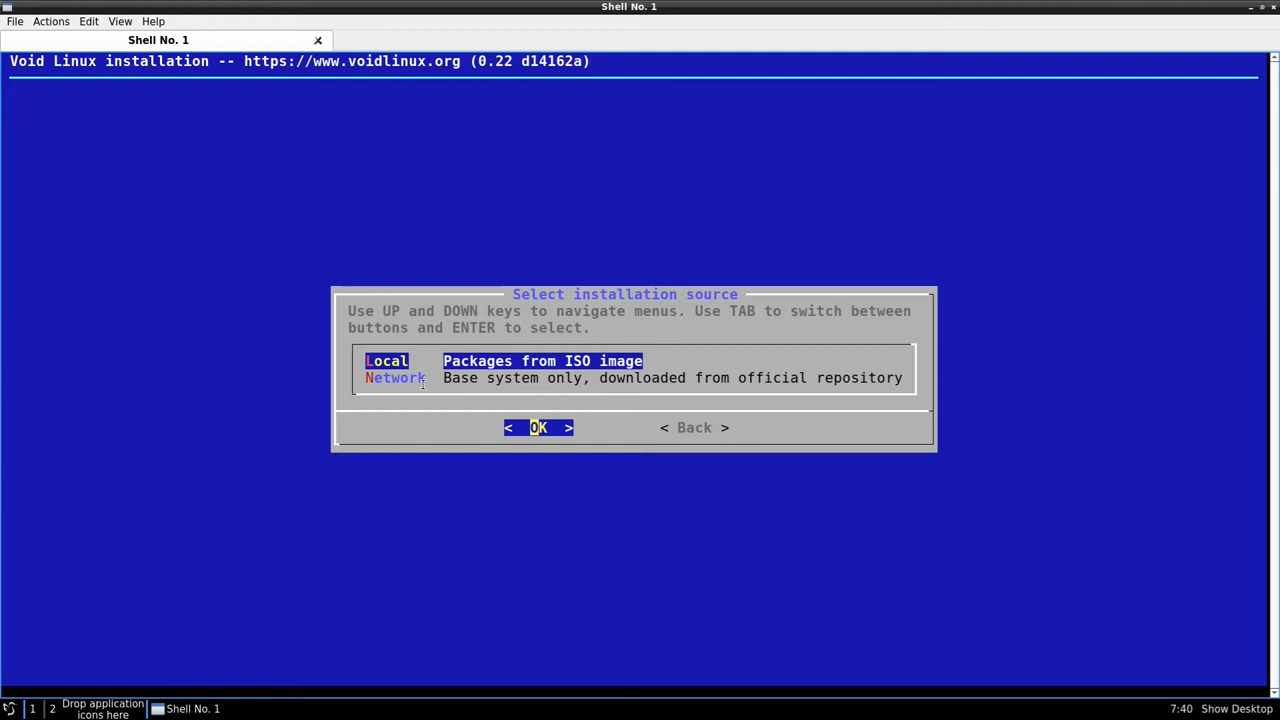 Shell No. 1
File Actions Edit View Help
Shell No. 1
Void Linux installation -- https://www.voidlinux.org (0.22 d14162a)
Select installation source
Use UP and DOWN keys to navigate menus. Use TAB to switch between
buttons and ENTER to select.
Local Packages from ISO image
Network Base system only, downloaded from official repository
< OK > < Back >
1 2 Drop application icons here Shell No. 1 7:40 Show Desktop